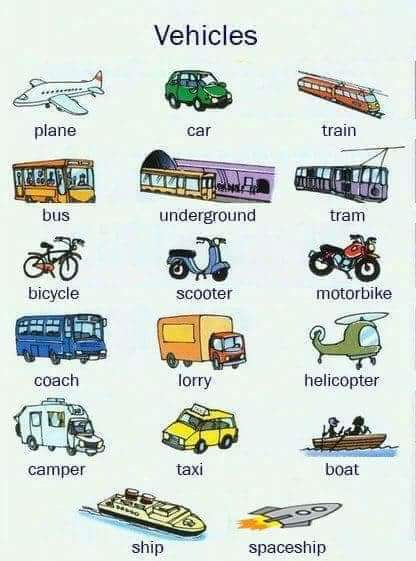 Vehicles
plane car train
bus underground tram
bicycle scooter motorbike
coach lorry helicopter
camper taxi boat
ship spaceship